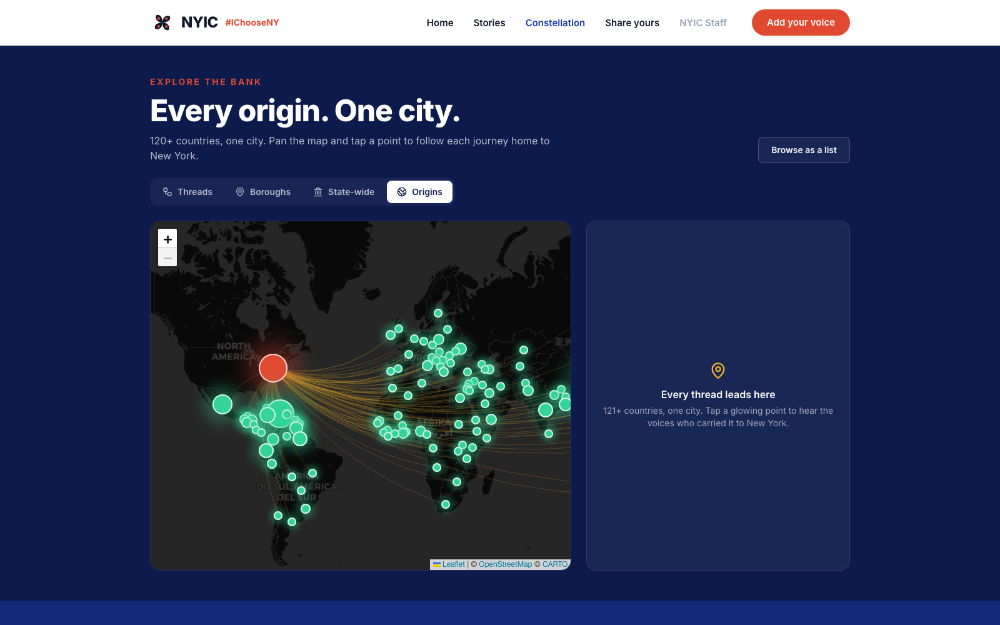 NYIC #IChooseNY
Home Stories Constellation Share yours NYIC Staff Add your voice
EXPLORE THE BANK
Every origin. One city.
120+ countries, one city. Pan the map and tap a point to follow each journey home to
New York.
Browse as a list
Threads Boroughs State-wide Origins
+
−
NORTH
AMERICA
亚洲
AMÉRICA
DO SUL·AMÉRICA
DEL SUR
Leaflet | © OpenStreetMap © CARTO
Every thread leads here
121+ countries, one city. Tap a glowing point to hear the
voices who carried it to New York.